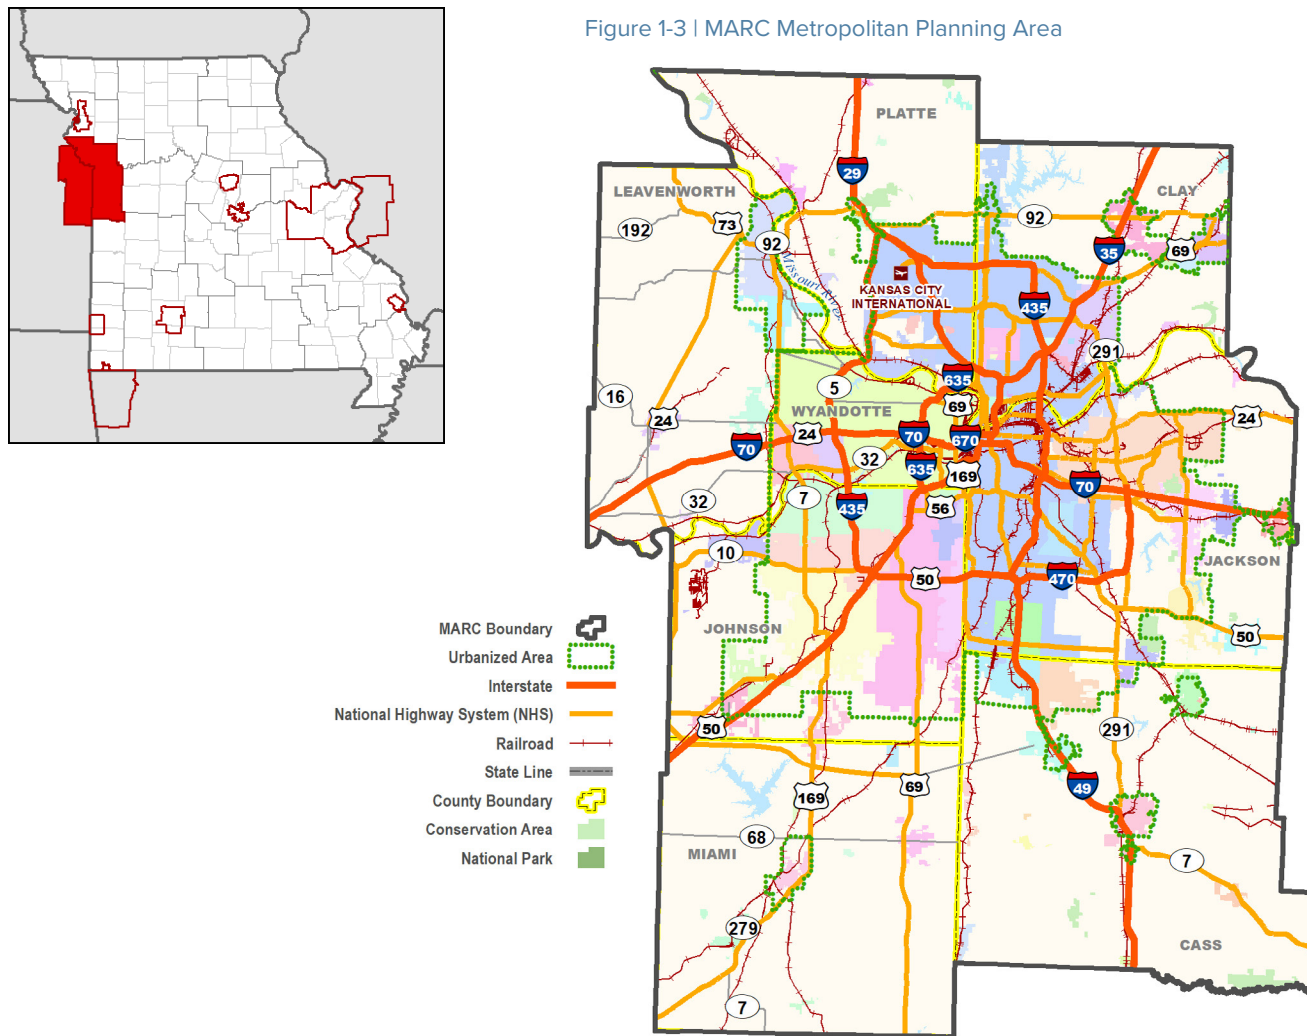 Figure 1-3 | MARC Metropolitan Planning Area
PLATTE
29
LEAVENWORTH
CLAY
192
73
92
92
35
69
Missouri River
KANSAS CITY
INTERNATIONAL
435
291
635
5
16
69
WYANDOTTE
24
24
24
70
70
670
32
635
169
70
32
7
435
56
10
50
470
JACKSON
JOHNSON
50
50
291
49
169
69
68
MIAMI
7
279
CASS
7
MARC Boundary
Urbanized Area
Interstate
National Highway System (NHS)
Railroad
State Line
County Boundary
Conservation Area
National Park